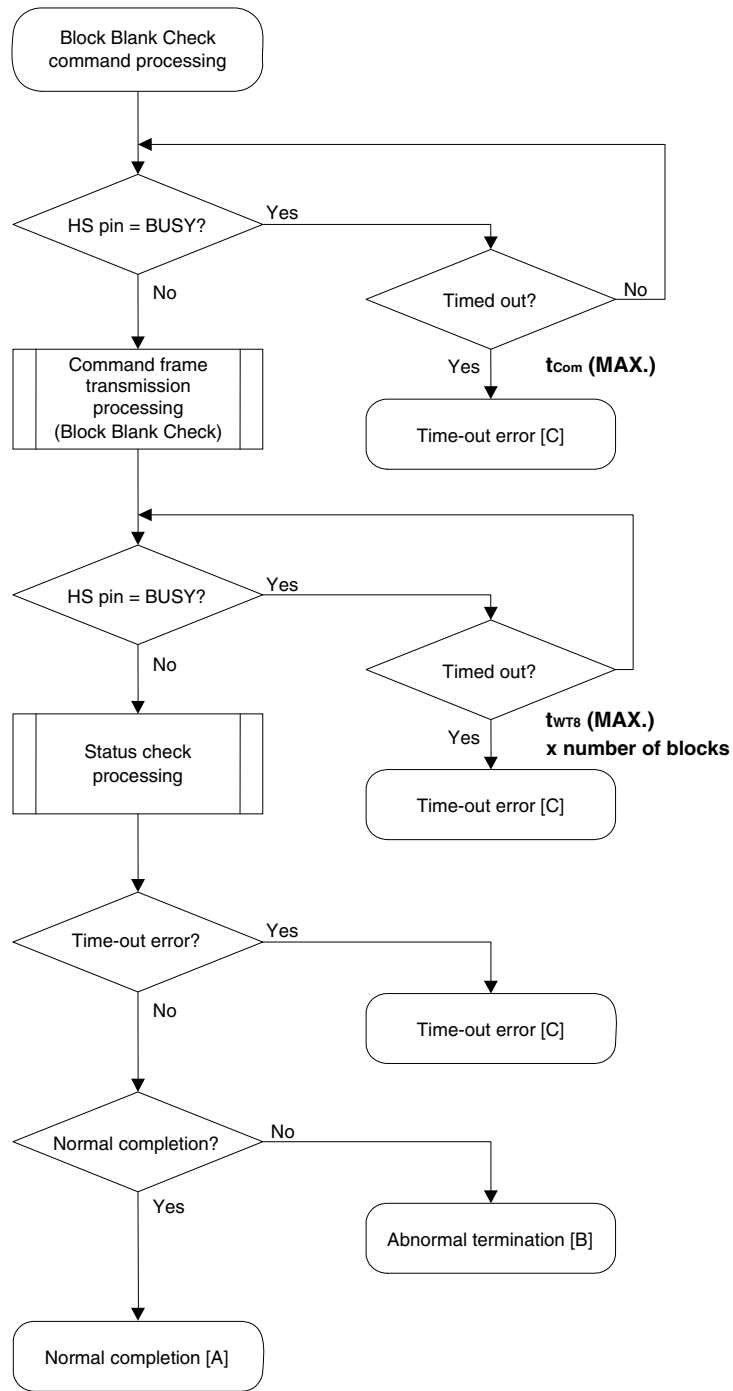 Block Blank Check
command processing
HS pin = BUSY?
Yes
No
Timed out?
No
Yes
tCom (MAX.)
Command frame
transmission
processing
(Block Blank Check)
Time-out error [C]
HS pin = BUSY?
Yes
No
Timed out?
Yes
tWT8 (MAX.)
x number of blocks
Status check
processing
Time-out error [C]
Time-out error?
Yes
No
Time-out error [C]
Normal completion?
No
Yes
Abnormal termination [B]
Normal completion [A]